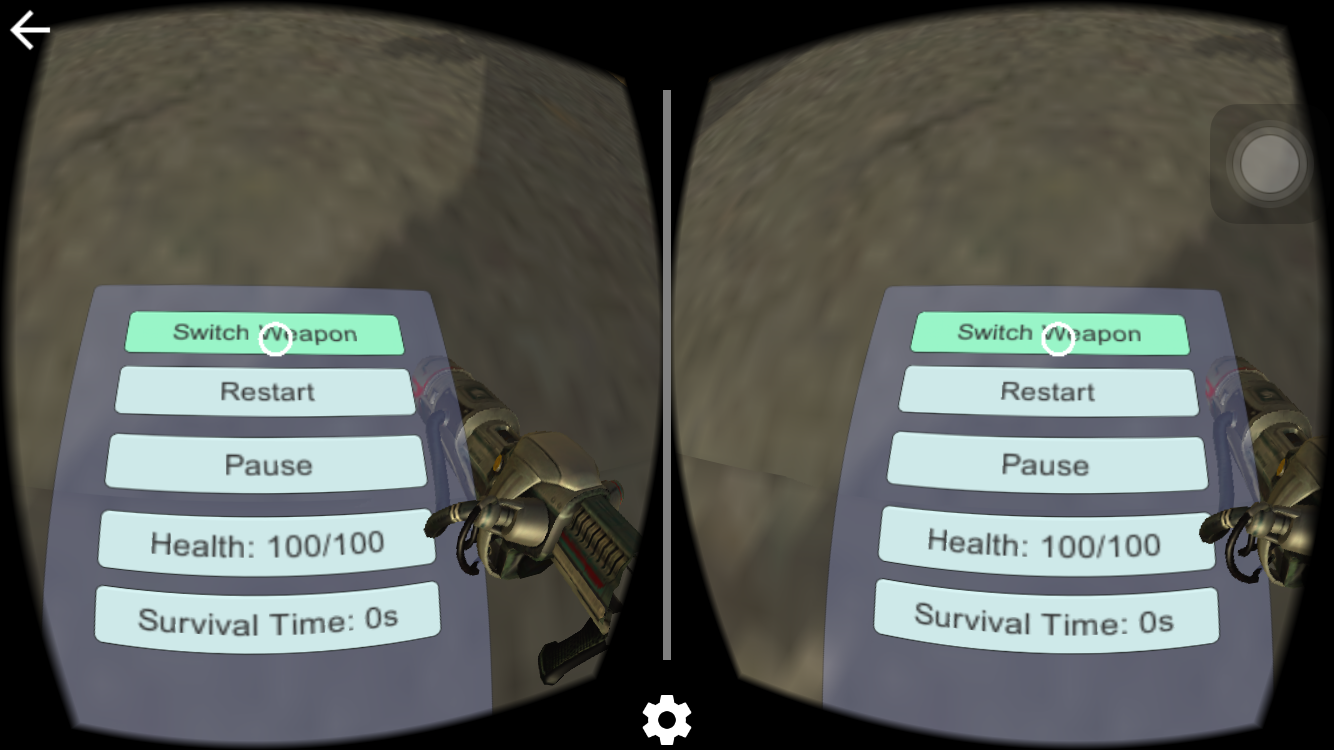 Switch Weapon
Restart
Pause
Health: 100/100
Survival Time: 0s
Switch Weapon
Restart
Pause
Health: 100/100
Survival Time: 0s